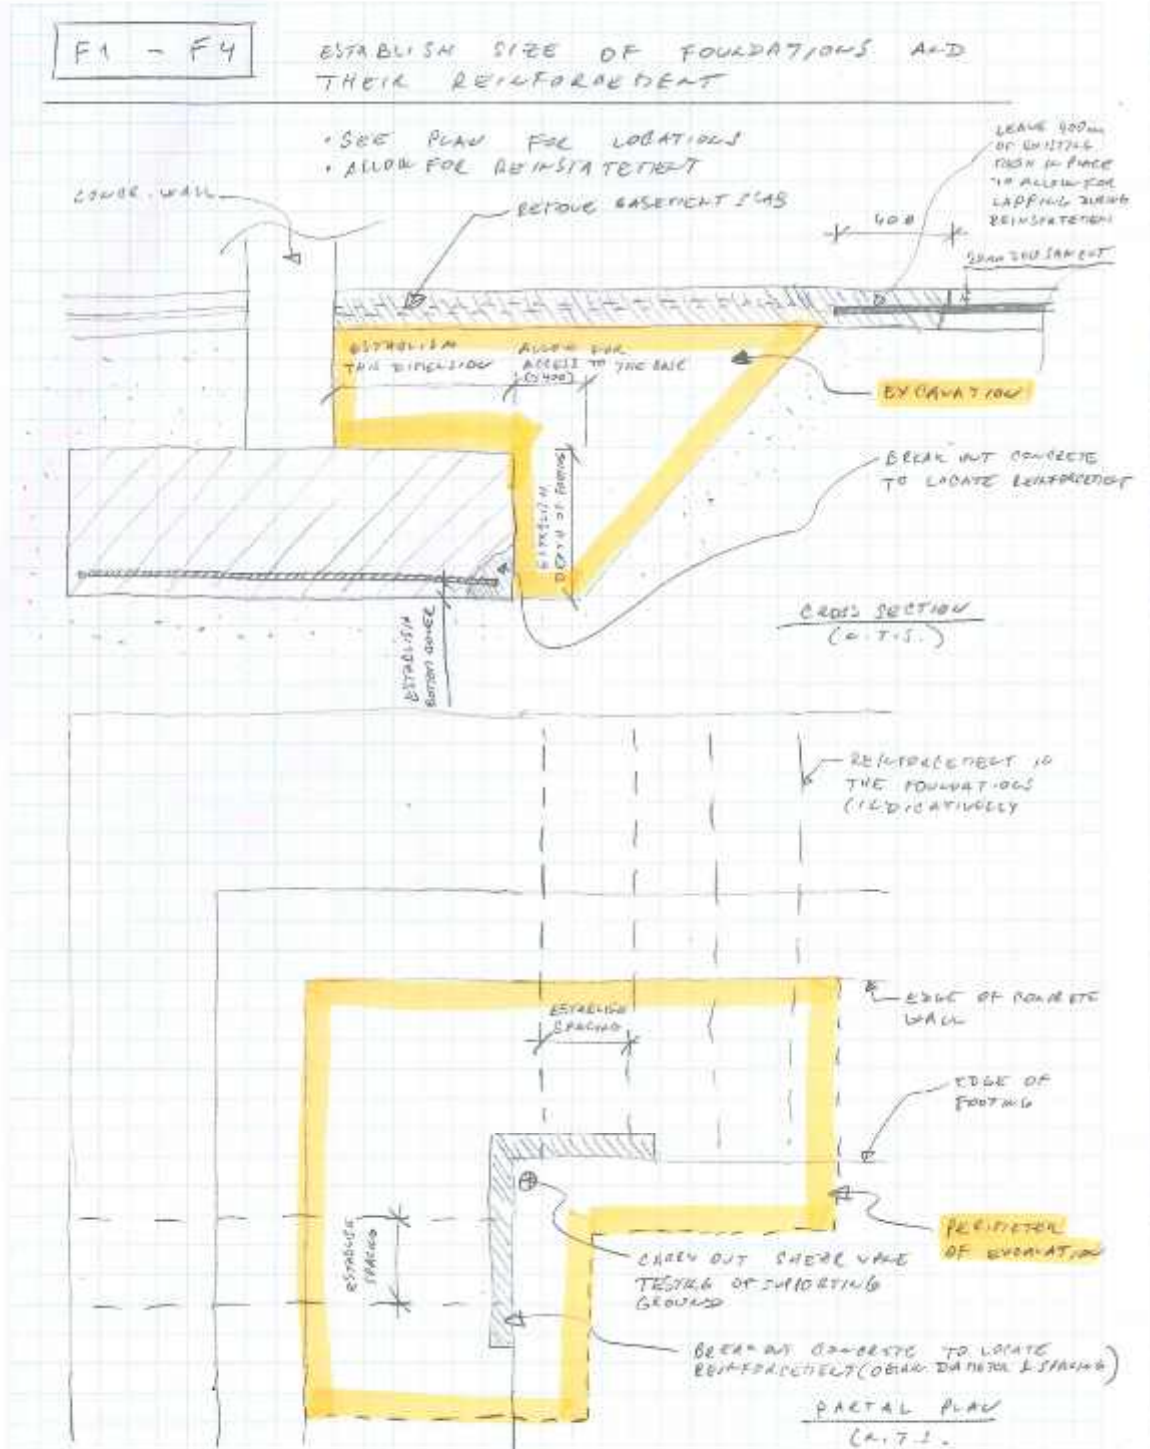 F1 - F4
ESTABLISH SIZE OF FOUNDATIONS AND
THEIR REINFORCEMENT
• SEE PLAN FOR LOCATIONS
• ALLOW FOR REINSTATEMENT
CONCR. WALL
REMOVE BASEMENT SLAB
LEAVE 400mm
OF EXISTING
MESH IN PLACE
TO ALLOW FOR
LAPPING DURING
REINSTATEMENT
400
SAWCUT
ESTABLISH
THIS DIMENSION
ALLOW FOR
ACCESS TO THE BASE
(>400)
EXCAVATION
BREAK OUT CONCRETE
TO LOCATE REINFORCEMENT
ESTABLISH
DEPTH OF FOOTING
ESTABLISH
BOTTOM COVER
CROSS SECTION
(N.T.S.)
REINFORCEMENT IN
THE FOUNDATIONS
(INDICATIVELY
EDGE OF CONCRETE
WALL
ESTABLISH
SPACING
EDGE OF
FOOTING
PERIMETER
OF EXCAVATION
ESTABLISH
SPACING
CARRY OUT SHEAR VANE
TESTING OF SUPPORTING
GROUND
BREAK OUT CONCRETE TO LOCATE
REINFORCEMENT (OBTAIN DIAMETER & SPACING)
PARTAL PLAN
(N.T.S.